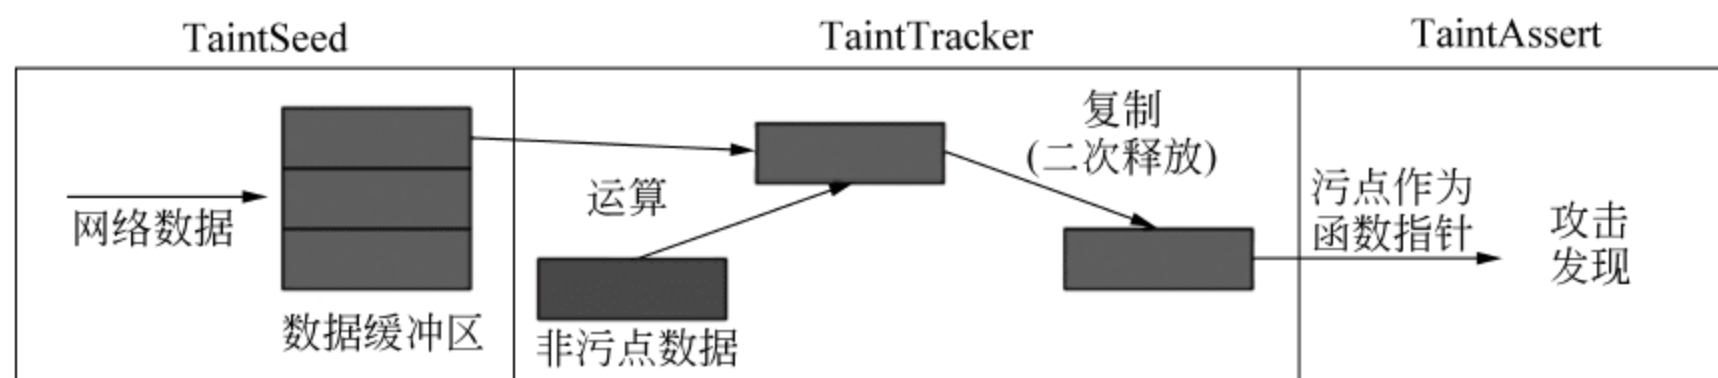 TaintSeed
TaintTracker
TaintAssert
网络数据
数据缓冲区
运算
非污点数据
复制
(二次释放)
污点作为
函数指针
攻击
发现